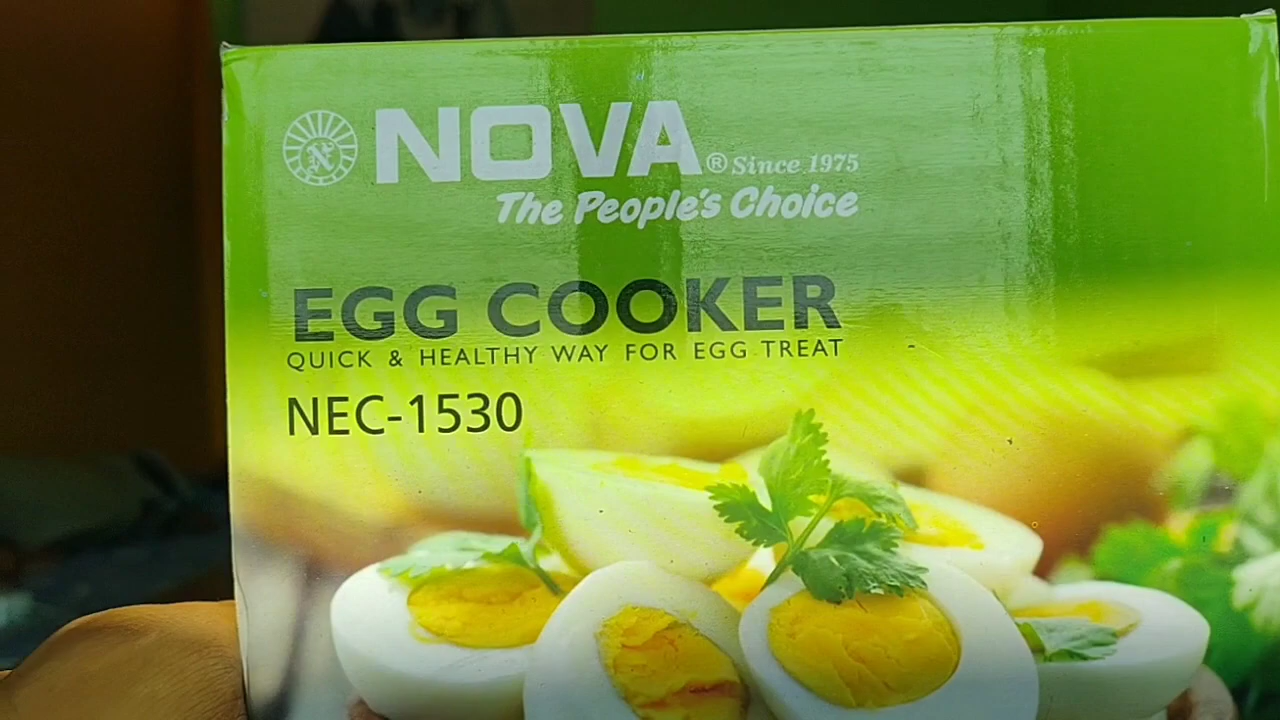 NOVA® Since 1975
The People's Choice
EGG COOKER
QUICK & HEALTHY WAY FOR EGG TREAT
NEC-1530